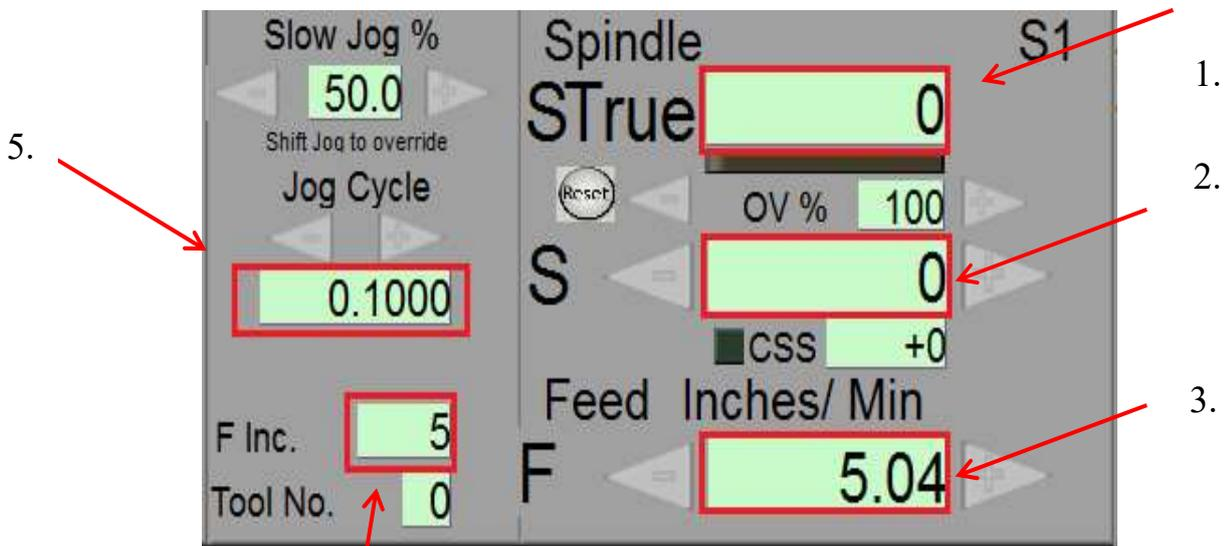 5.
Slow Jog %
- 50.0 +
Shift Jog to override
Jog Cycle
- +
0.1000
F Inc. 5
Tool No. 0
Spindle S1
STrue 0
Reset - OV % 100 +
S - 0 +
CSS +0
Feed Inches/ Min
F - 5.04 +
1.
2.
3.